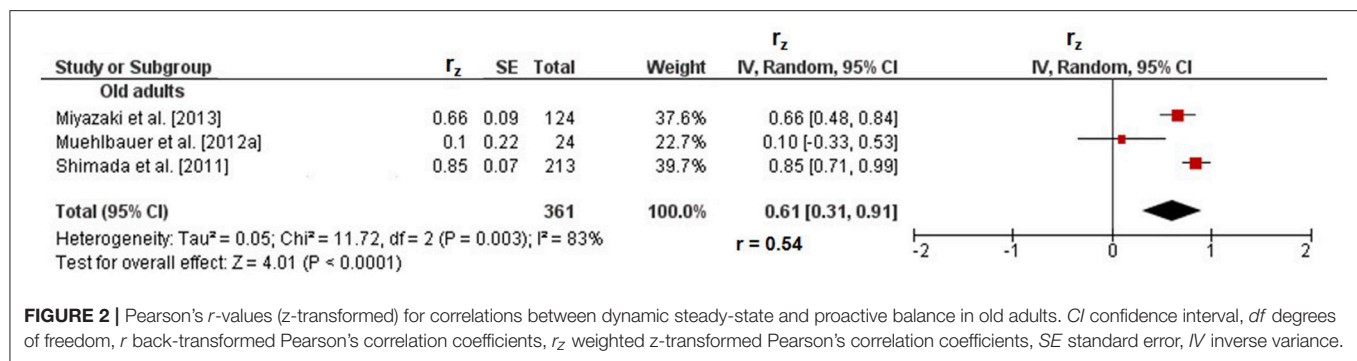 r_z r_z
Study or Subgroup r_z SE Total Weight IV, Random, 95% CI IV, Random, 95% CI
Old adults
Miyazaki et al. [2013] 0.66 0.09 124 37.6% 0.66 [0.48, 0.84]
Muehlbauer et al. [2012a] 0.1 0.22 24 22.7% 0.10 [-0.33, 0.53]
Shimada et al. [2011] 0.85 0.07 213 39.7% 0.85 [0.71, 0.99]
Total (95% CI) 361 100.0% 0.61 [0.31, 0.91]
Heterogeneity: Tau² = 0.05; Chi² = 11.72, df = 2 (P = 0.003); I² = 83% r = 0.54
-2 -1 0 1 2
Test for overall effect: Z = 4.01 (P < 0.0001)
FIGURE 2 | Pearson's r-values (z-transformed) for correlations between dynamic steady-state and proactive balance in old adults. CI confidence interval, df degrees
of freedom, r back-transformed Pearson's correlation coefficients, r_z weighted z-transformed Pearson's correlation coefficients, SE standard error, IV inverse variance.